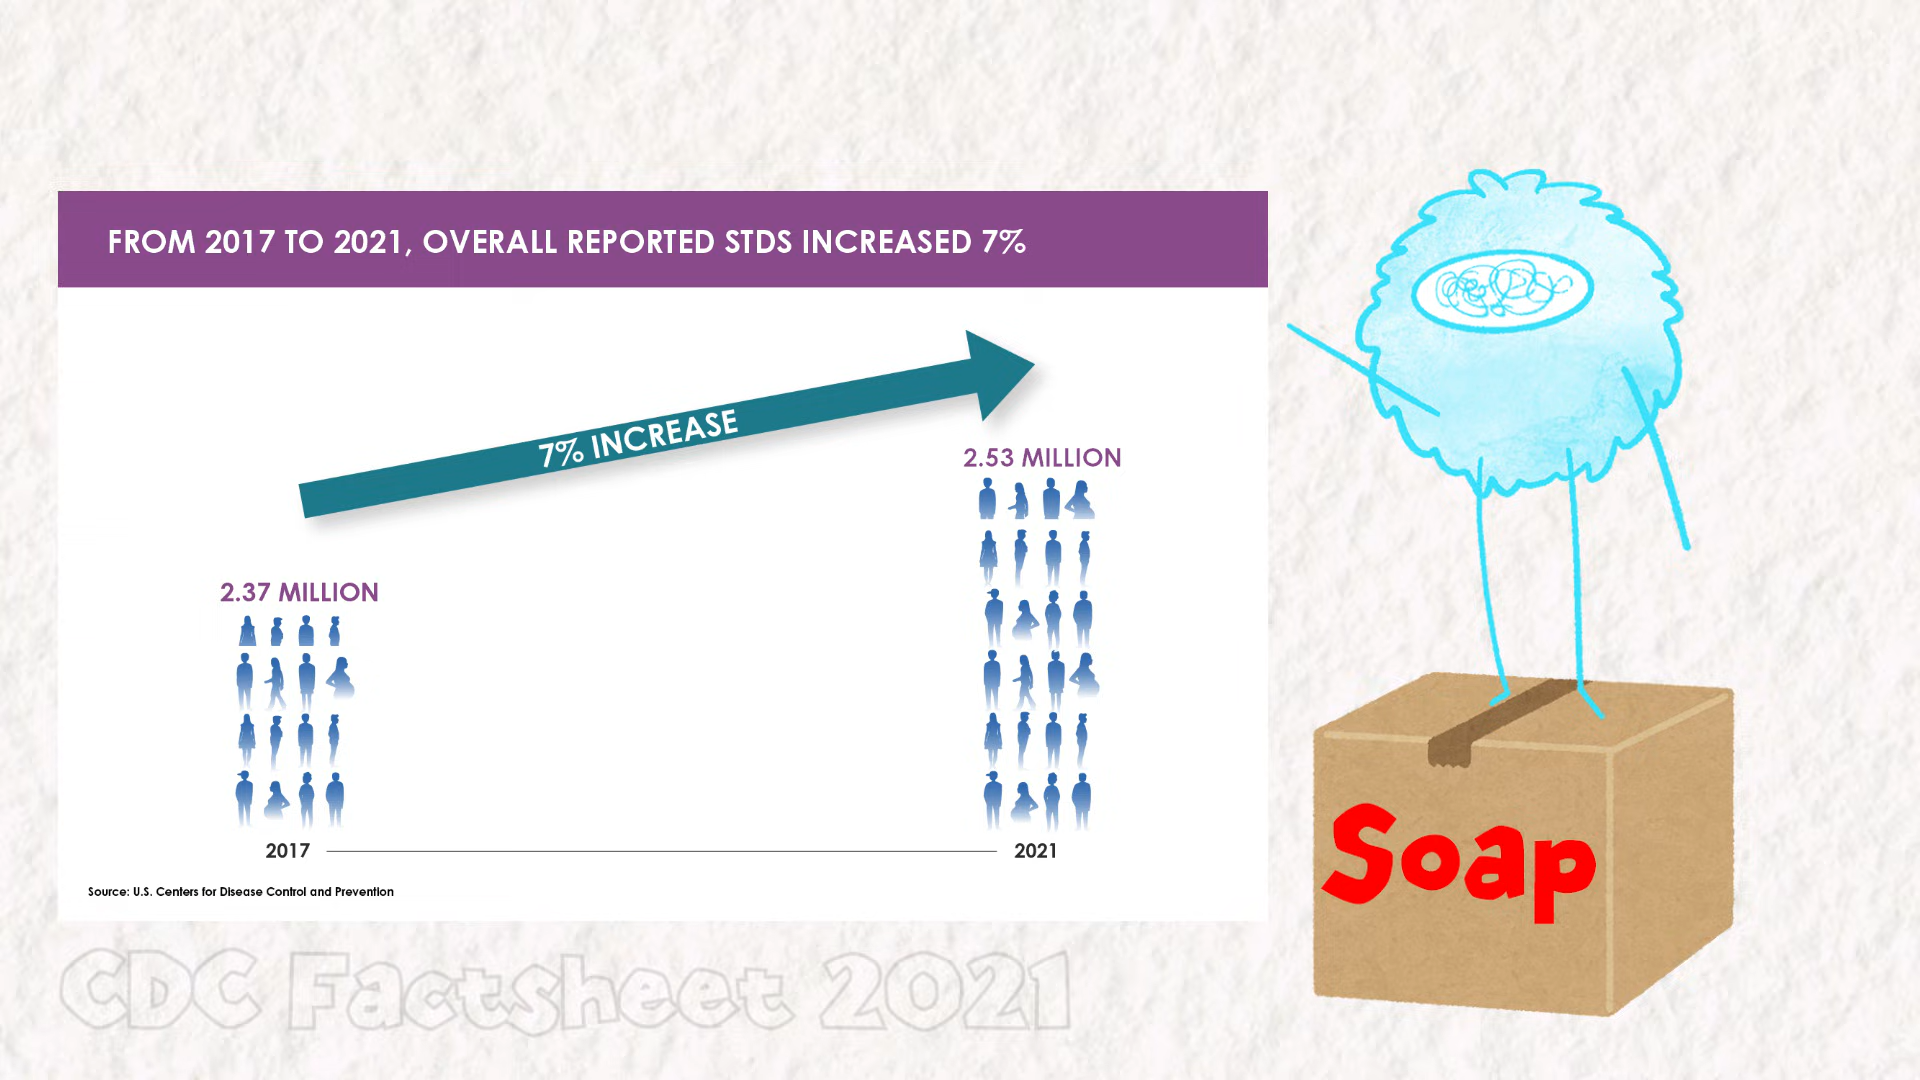 FROM 2017 TO 2021, OVERALL REPORTED STDS INCREASED 7%
7% INCREASE
2.53 MILLION
2.37 MILLION
2017
2021
Source: U.S. Centers for Disease Control and Prevention
Soap
CDC Factsheet 2021